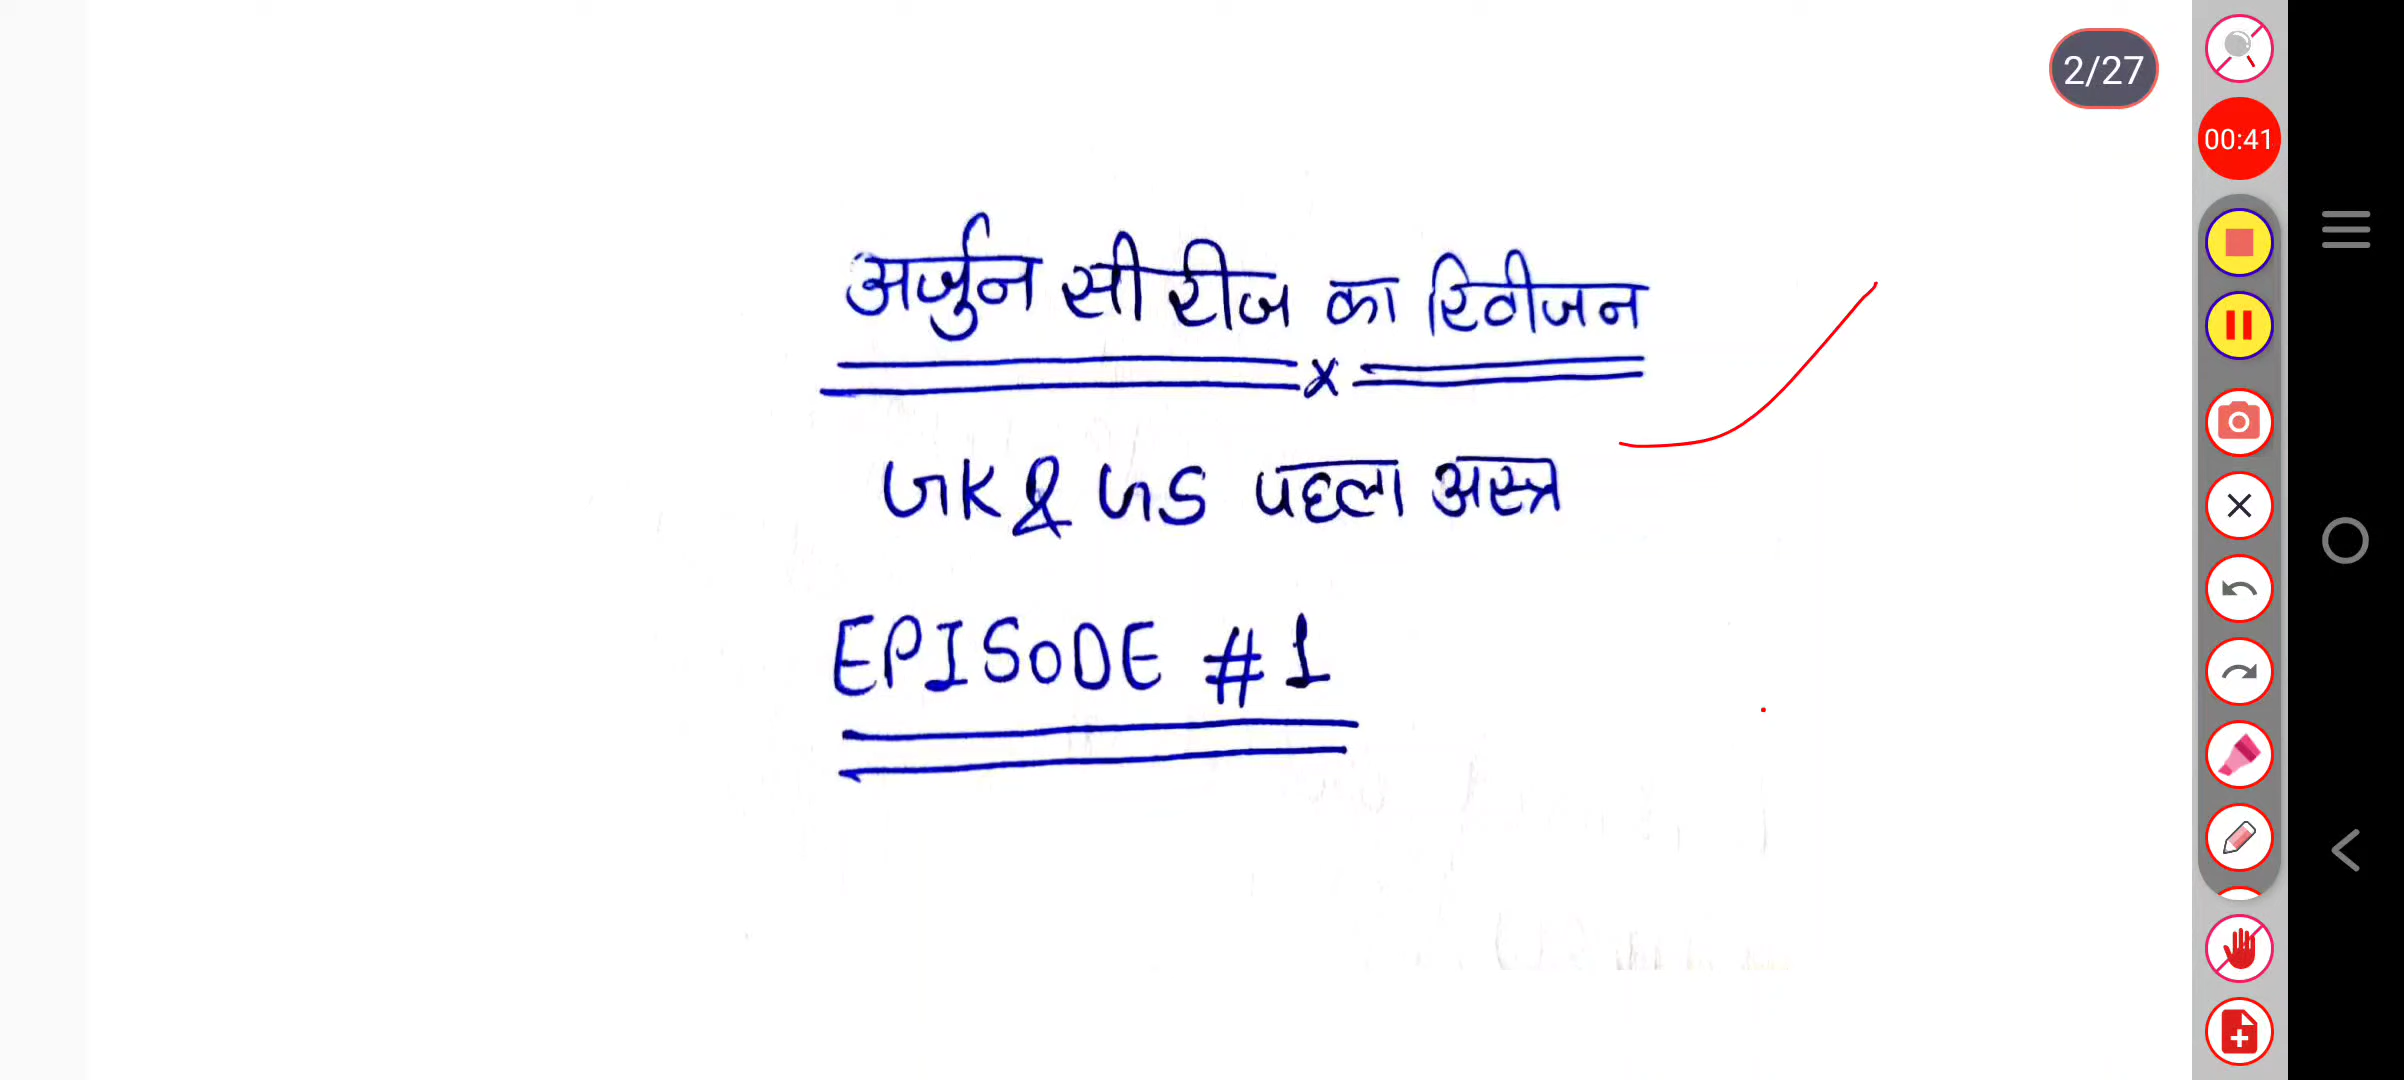 2/27
00:41
अर्जुन सीरीज का रिवीजन
x
GK & GS पहला अस्त्र
EPISODE #1